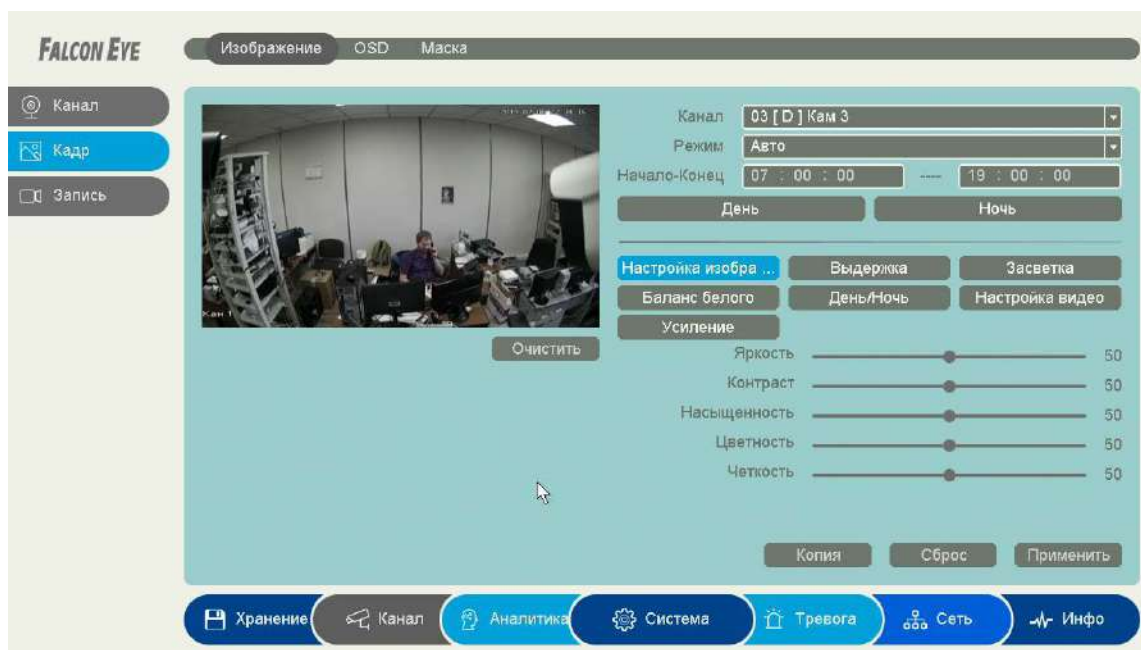 FALCON EYE
Изображение OSD Маска
Канал
Кадр
Запись
Кам 1
Очистить
Канал 03 [ D ] Кам 3
Режим Авто
Начало-Конец 07 : 00 : 00 ---- 19 : 00 : 00
День Ночь
Настройка изобра ... Выдержка Засветка
Баланс белого День/Ночь Настройка видео
Усиление
Яркость 50
Контраст 50
Насыщенность 50
Цветность 50
Четкость 50
Копия Сброс Применить
Хранение Канал Аналитика Система Тревога Сеть Инфо